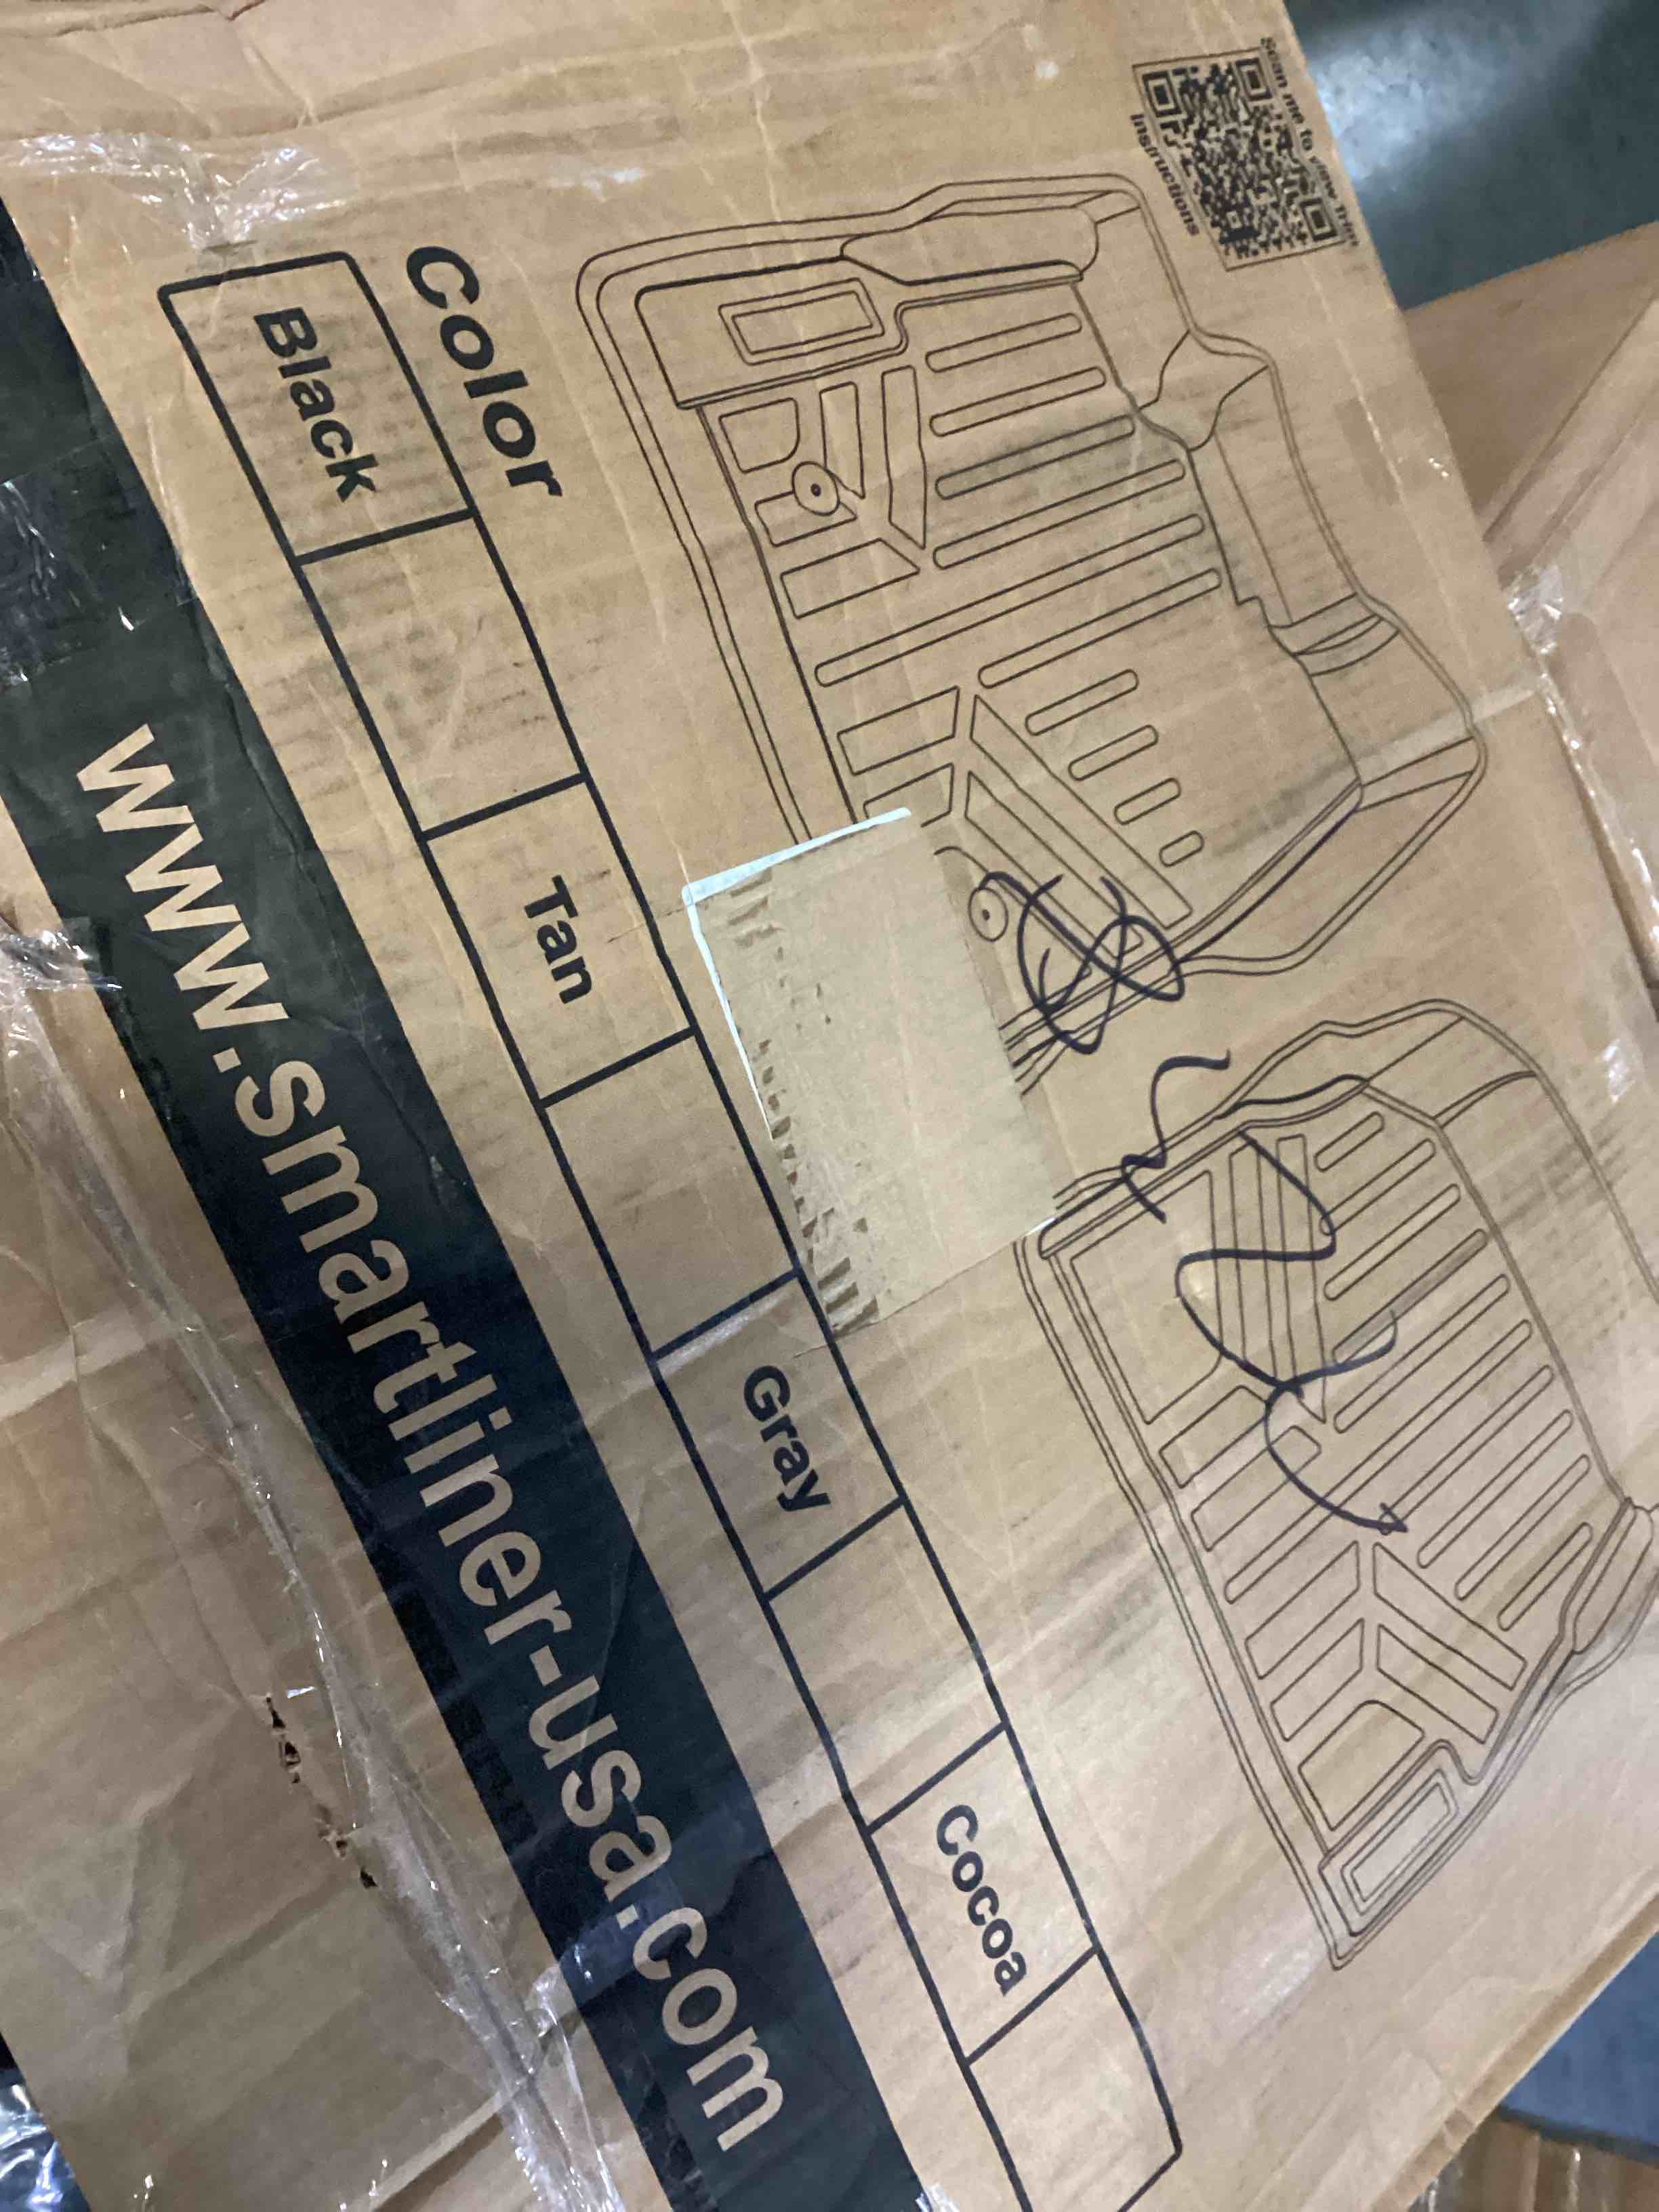 Scan me to view Trim
Instructions
Color
Black
Tan
Gray
Cocoa
www.smartliner-usa.com